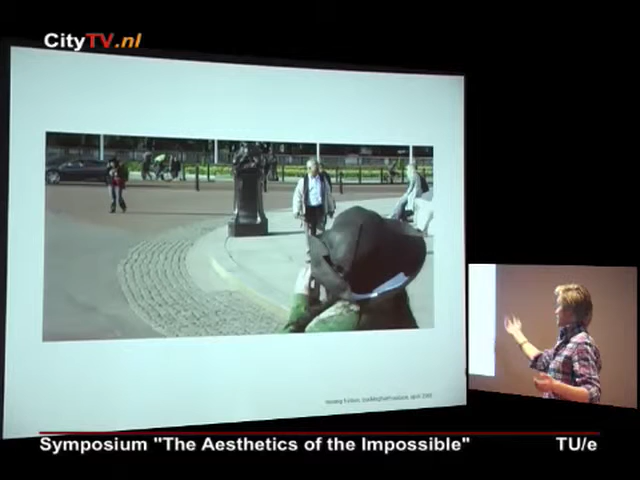 CityTV.nl
Symposium "The Aesthetics of the Impossible"
TU/e